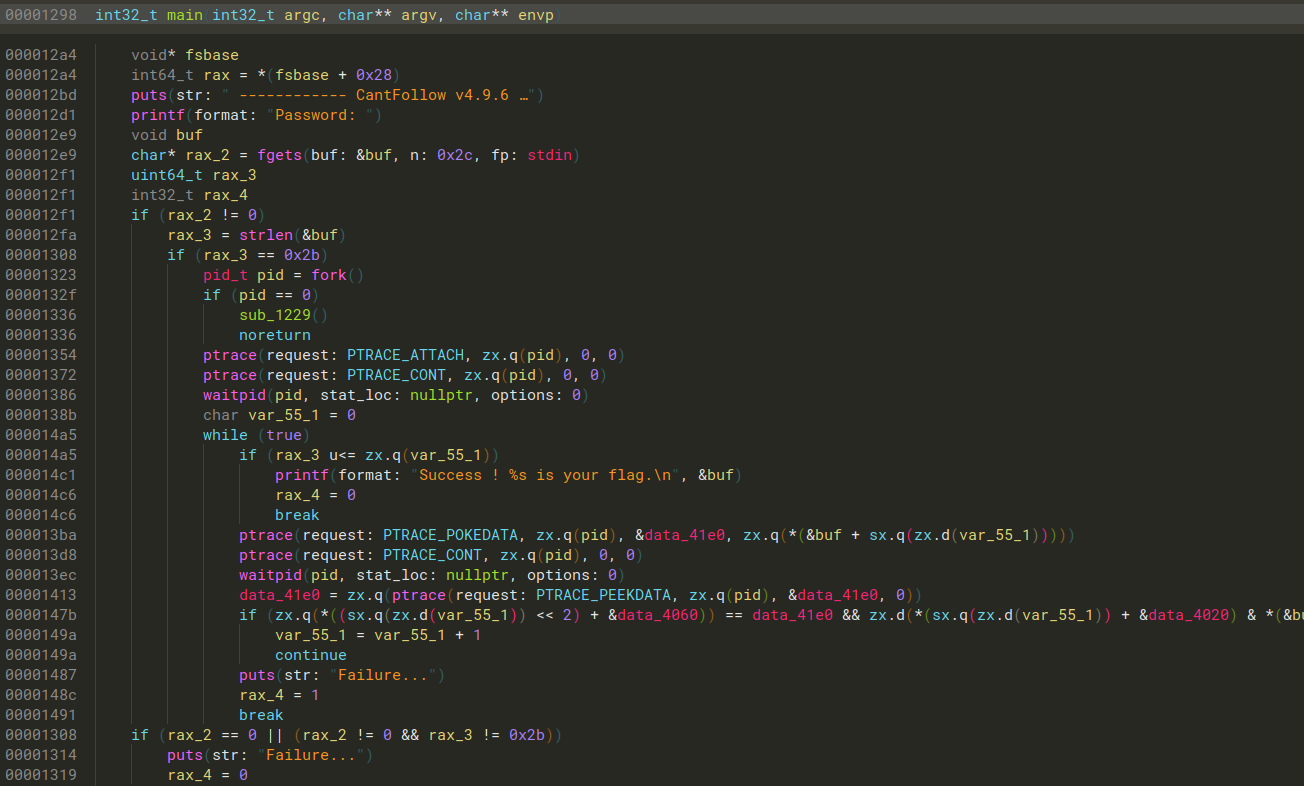 00001298 int32_t main int32_t argc, char** argv, char** envp
000012a4 void* fsbase
000012a4 int64_t rax = *(fsbase + 0x28)
000012bd puts(str: " ------------ CantFollow v4.9.6 …")
000012d1 printf(format: "Password: ")
000012e9 void buf
000012e9 char* rax_2 = fgets(buf: &buf, n: 0x2c, fp: stdin)
000012f1 uint64_t rax_3
000012f1 int32_t rax_4
000012f1 if (rax_2 != 0)
000012fa rax_3 = strlen(&buf)
00001308 if (rax_3 == 0x2b)
00001323 pid_t pid = fork()
0000132f if (pid == 0)
00001336 sub_1229()
00001336 noreturn
00001354 ptrace(request: PTRACE_ATTACH, zx.q(pid), 0, 0)
00001372 ptrace(request: PTRACE_CONT, zx.q(pid), 0, 0)
00001386 waitpid(pid, stat_loc: nullptr, options: 0)
0000138b char var_55_1 = 0
000014a5 while (true)
000014a5 if (rax_3 u<= zx.q(var_55_1))
000014c1 printf(format: "Success ! %s is your flag.\n", &buf)
000014c6 rax_4 = 0
000014c6 break
000013ba ptrace(request: PTRACE_POKEDATA, zx.q(pid), &data_41e0, zx.q(*(&buf + sx.q(zx.d(var_55_1)))))
000013d8 ptrace(request: PTRACE_CONT, zx.q(pid), 0, 0)
000013ec waitpid(pid, stat_loc: nullptr, options: 0)
00001413 data_41e0 = zx.q(ptrace(request: PTRACE_PEEKDATA, zx.q(pid), &data_41e0, 0))
0000147b if (zx.q(*((sx.q(zx.d(var_55_1)) << 2) + &data_4060)) == data_41e0 && zx.d(*(sx.q(zx.d(var_55_1)) + &data_4020) & *(&bu
0000149a var_55_1 = var_55_1 + 1
0000149a continue
00001487 puts(str: "Failure...")
0000148c rax_4 = 1
00001491 break
00001308 if (rax_2 == 0 || (rax_2 != 0 && rax_3 != 0x2b))
00001314 puts(str: "Failure...")
00001319 rax_4 = 0